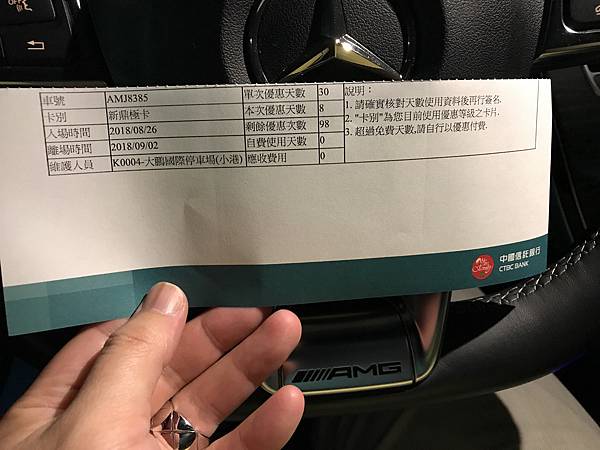 OFF
車號 AMJ8385 單次優惠天數 30 說明：
卡別 新鼎極卡 本次優惠天數 8 1. 請確實核對天數使用資料後再行簽名.
入場時間 2018/08/26 剩餘優惠次數 98 2. "卡別"為您目前使用優惠等級之卡片.
離場時間 2018/09/02 自費使用天數 0 3. 超過免費天數,請自行以優惠付費.
維護人員 K0004-大鵬國際停車場(小港) 應收費用 0
We are family
中國信託銀行
CTBC BANK
AMG